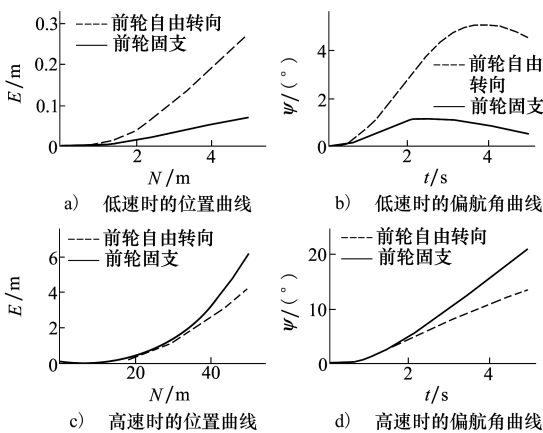 0.3
0.2
0.1
0
2
4
E/m
N/m
前轮自由转向
前轮固支
a) 低速时的位置曲线
4
2
0
2
4
ψ/(°)
t/s
前轮自由
转向
前轮固支
b) 低速时的偏航角曲线
6
4
2
0
20
40
E/m
N/m
前轮自由转向
前轮固支
c) 高速时的位置曲线
20
10
0
2
4
ψ/(°)
t/s
前轮自由转向
前轮固支
d) 高速时的偏航角曲线